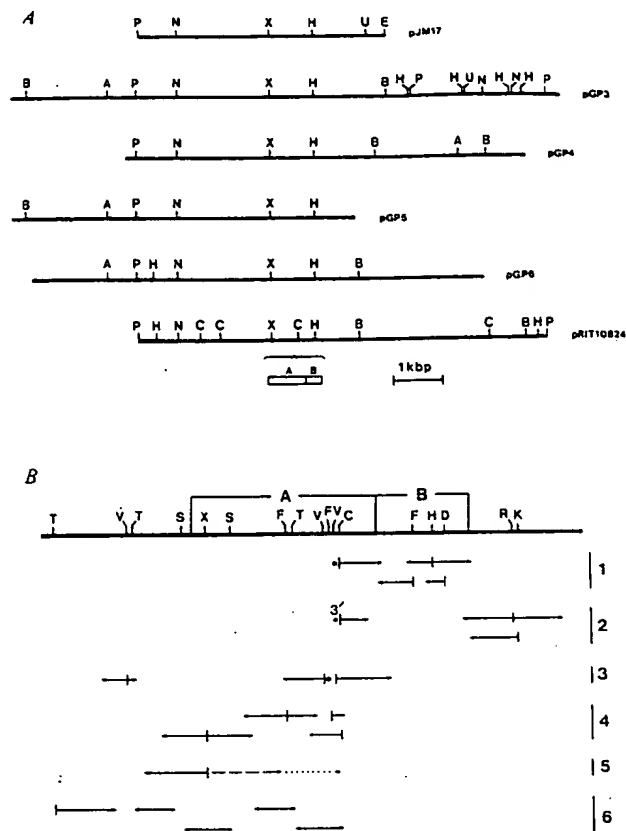 A
P N X H U E
pJM17
B A P N X H B H P H U N H N H P
pGP3
P N X H B A B
pGP4
B A P N X H
pGP5
A P H N X H B
pGP6
P H N C C X C H B C B H P
pRIT10824
A B
1kbp
B
A B
T V T S X S F T V F V C F H D R K
1
3′
2
3
4
5
6